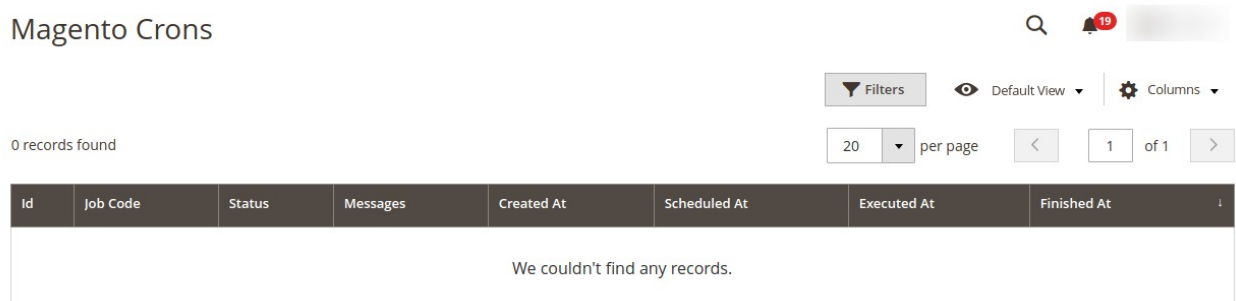 Magento Crons
19
Filters Default View Columns
0 records found 20 per page 1 of 1
Id Job Code Status Messages Created At Scheduled At Executed At Finished At ↓
We couldn't find any records.